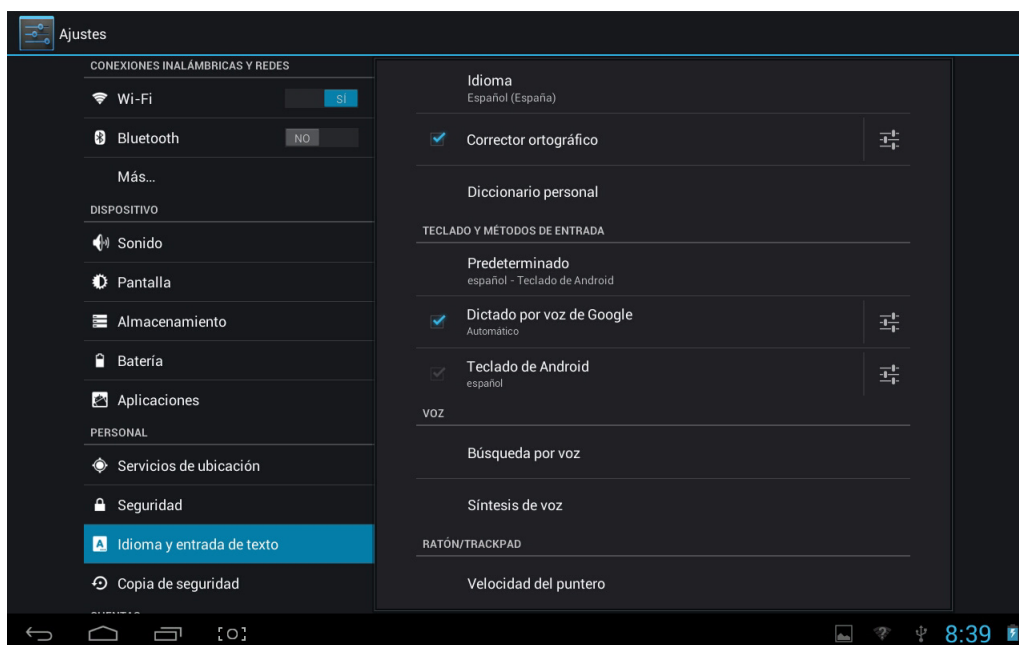 Ajustes
CONEXIONES INALÁMBRICAS Y REDES
Wi-Fi
SÍ
Bluetooth
NO
Más...
DISPOSITIVO
Sonido
Pantalla
Almacenamiento
Batería
Aplicaciones
PERSONAL
Servicios de ubicación
Seguridad
Idioma y entrada de texto
Copia de seguridad
Idioma
Español (España)
Corrector ortográfico
Diccionario personal
TECLADO Y MÉTODOS DE ENTRADA
Predeterminado
español - Teclado de Android
Dictado por voz de Google
Automático
Teclado de Android
español
VOZ
Búsqueda por voz
Síntesis de voz
RATÓN/TRACKPAD
Velocidad del puntero
8:39